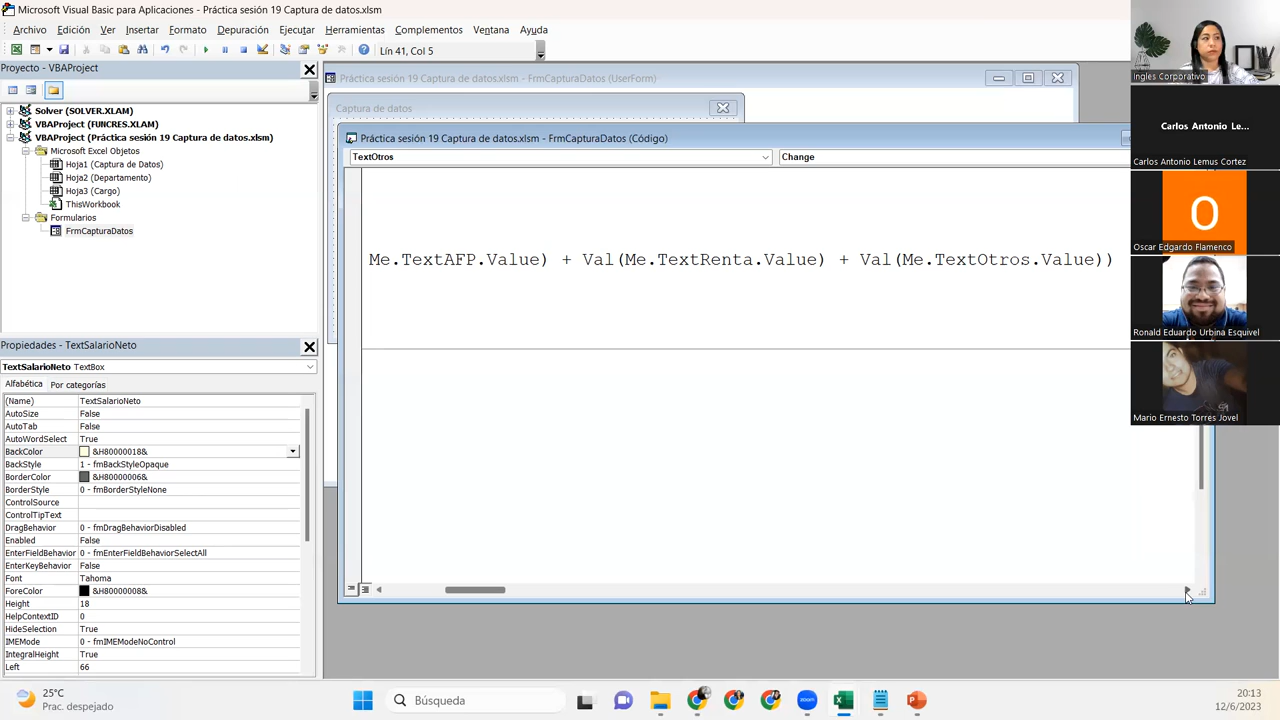 Microsoft Visual Basic para Aplicaciones - Práctica sesión 19 Captura de datos.xlsm
Archivo Edición Ver Insertar Formato Depuración Ejecutar Herramientas Complementos Ventana Ayuda
Lín 41, Col 5
Proyecto - VBAProject
Solver (SOLVER.XLAM)
VBAProject (FUNCRES.XLAM)
VBAProject (Práctica sesión 19 Captura de datos.xlsm)
Microsoft Excel Objetos
Hoja1 (Captura de Datos)
Hoja2 (Departamento)
Hoja3 (Cargo)
ThisWorkbook
Formularios
FrmCapturaDatos
Propiedades - TextSalarioNeto
TextSalarioNeto TextBox
Alfabética Por categorías
(Name) TextSalarioNeto
AutoSize False
AutoTab False
AutoWordSelect True
BackColor &H80000018&
BackStyle 1 - fmBackStyleOpaque
BorderColor &H80000006&
BorderStyle 0 - fmBorderStyleNone
ControlSource
ControlTipText
DragBehavior 0 - fmDragBehaviorDisabled
Enabled False
EnterFieldBehavior 0 - fmEnterFieldBehaviorSelectAll
EnterKeyBehavior False
Font Tahoma
ForeColor &H80000008&
Height 18
HelpContextID 0
HideSelection True
IMEMode 0 - fmIMEModeNoControl
IntegralHeight True
Left 66
Práctica sesión 19 Captura de datos.xlsm - FrmCapturaDatos (UserForm)
Captura de datos
Práctica sesión 19 Captura de datos.xlsm - FrmCapturaDatos (Código)
TextOtros Change
Me.TextAFP.Value) + Val(Me.TextRenta.Value) + Val(Me.TextOtros.Value))
Ingles Corporativo
Carlos Antonio Le...
Carlos Antonio Lemus Cortez
O
Oscar Edgardo Flamenco
Ronald Eduardo Urbina Esquivel
Mario Ernesto Torres Jovel
25°C
Prac. despejado
Búsqueda
zoom
20:13
12/6/2023